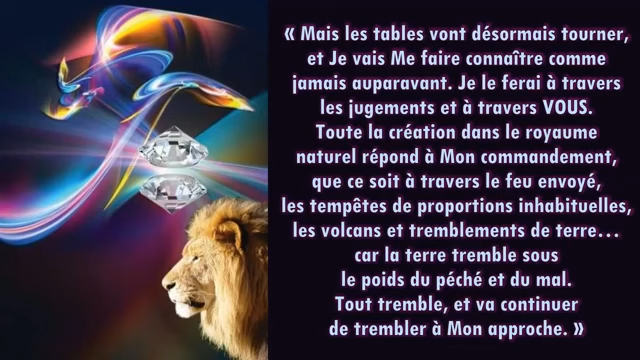 « Mais les tables vont désormais tourner,
et Je vais Me faire connaître comme
jamais auparavant. Je le ferai à travers
les jugements et à travers VOUS.
Toute la création dans le royaume
naturel répond à Mon commandement,
que ce soit à travers le feu envoyé,
les tempêtes de proportions inhabituelles,
les volcans et tremblements de terre...
car la terre tremble sous
le poids du péché et du mal.
Tout tremble, et va continuer
de trembler à Mon approche. »